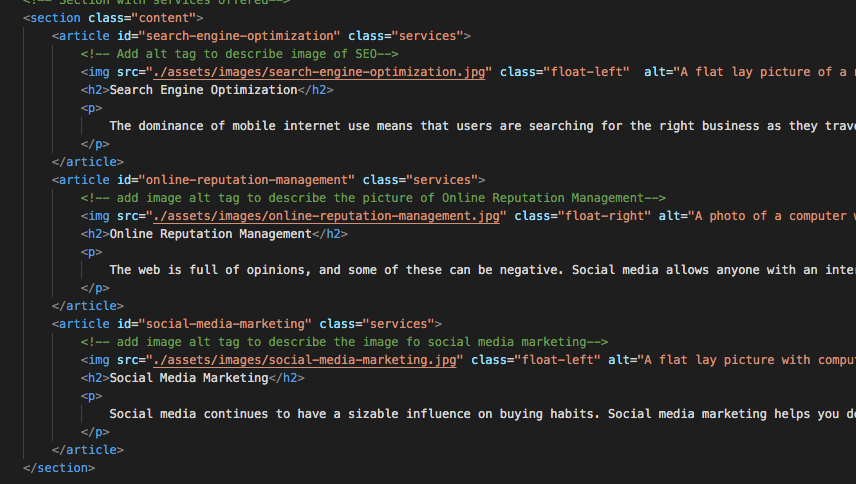 <!-- Section with services offered-->
<section class="content">
<article id="search-engine-optimization" class="services">
<!-- Add alt tag to describe image of SEO-->
<img src="./assets/images/search-engine-optimization.jpg" class="float-left"  alt="A flat lay picture of a
<h2>Search Engine Optimization</h2>
<p>
The dominance of mobile internet use means that users are searching for the right business as they
</p>
</article>
<article id="online-reputation-management" class="services">
<!-- add image alt tag to describe the picture of Online Reputation Management-->
<img src="./assets/images/online-reputation-management.jpg" class="float-right" alt="A photo of a computer
<h2>Online Reputation Management</h2>
<p>
The web is full of opinions, and some of these can be negative. Social media allows anyone with an
</p>
</article>
<article id="social-media-marketing" class="services">
<!-- add image alt tag to describe the image fo social media marketing-->
<img src="./assets/images/social-media-marketing.jpg" class="float-left" alt="A flat lay picture with
<h2>Social Media Marketing</h2>
<p>
Social media continues to have a sizable influence on buying habits. Social media marketing helps you
</p>
</article>
</section>